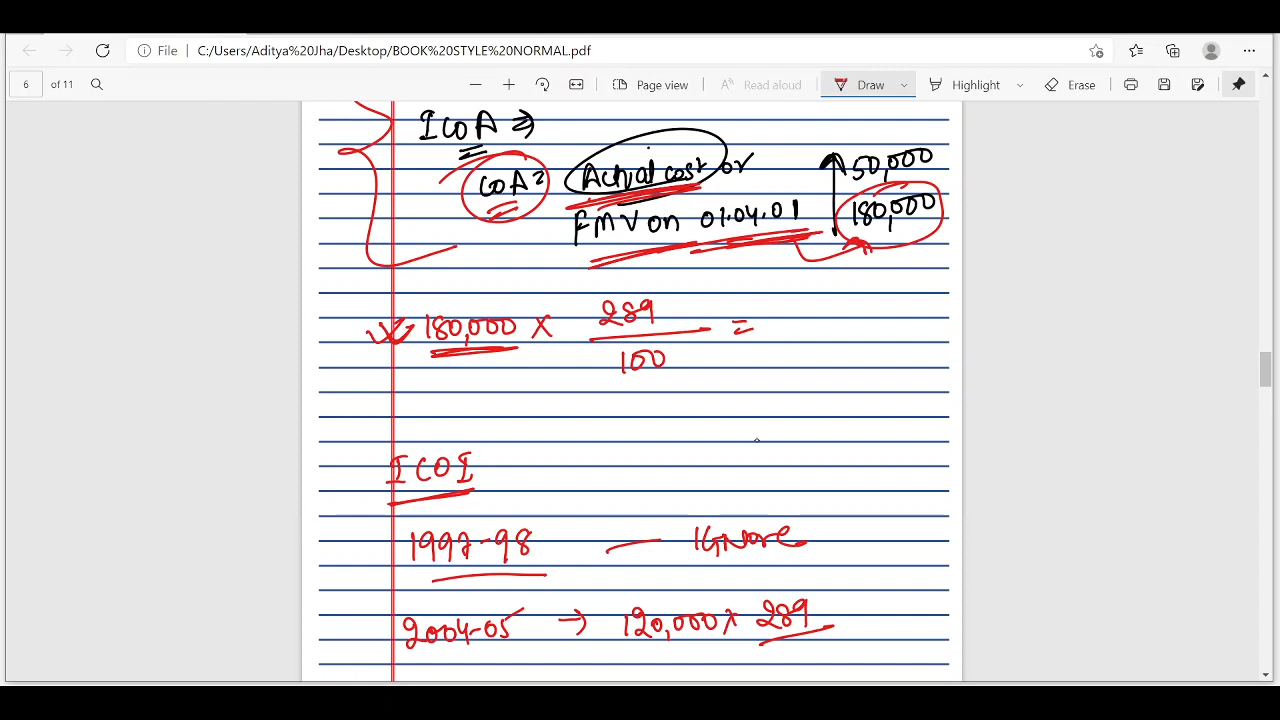 File C:/Users/Aditya%20Jha/Desktop/BOOK%20STYLE%20NORMAL.pdf
6 of 11 Page view Read aloud Draw Highlight Erase
ICOA ⇒
COA = Actual cost or 50,000
FMV on 01.04.01 180,000
180,000 × 289 =
100
ICOI
1997-98 — IGNore
2004-05 → 120,000 × 289